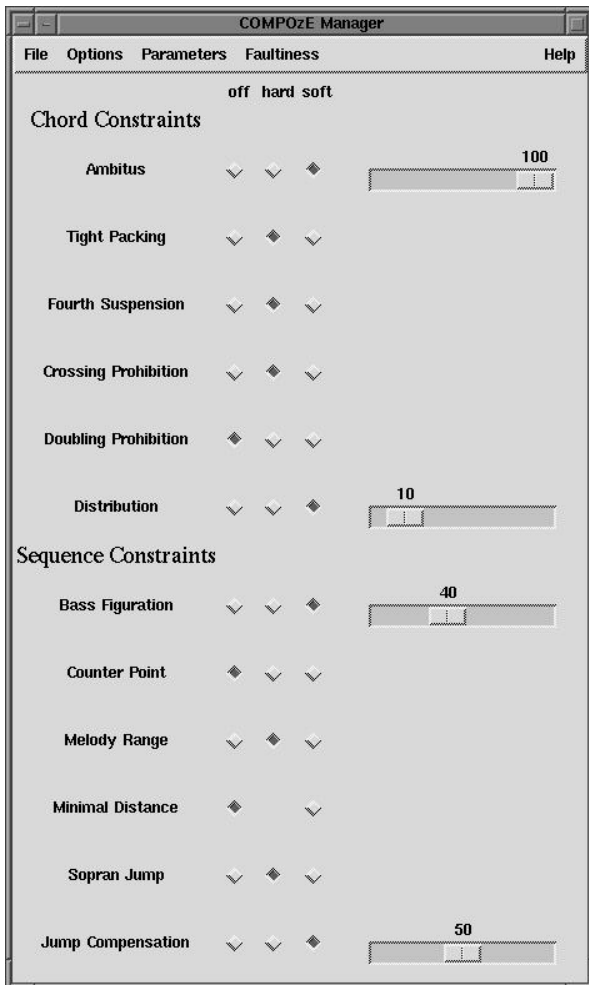 COMPOzE Manager
File Options Parameters Faultiness Help
off hard soft
Chord Constraints
Ambitus 100
Tight Packing
Fourth Suspension
Crossing Prohibition
Doubling Prohibition
Distribution 10
Sequence Constraints
Bass Figuration 40
Counter Point
Melody Range
Minimal Distance
Sopran Jump
Jump Compensation 50